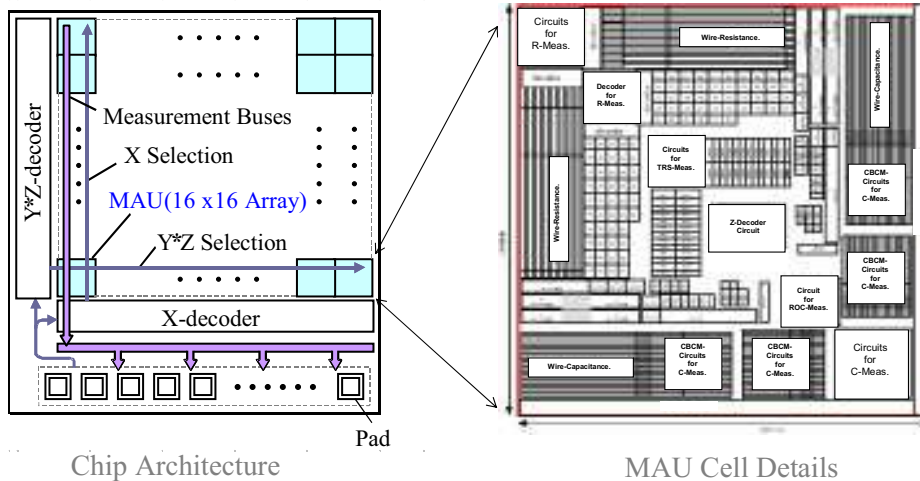 Y*Z-decoder
Measurement Buses
X Selection
MAU(16 x16 Array)
Y*Z Selection
X-decoder
Pad
Chip Architecture
Circuits
for
R-Meas.
Wire-Resistance.
Wire-Capacitance.
Decoder
for
R-Meas.
Circuits
for
TRS-Meas.
Wire-Resistance.
CBCM-
Circuits
for
C-Meas.
Z-Decoder
Circuit
CBCM-
Circuits
for
C-Meas.
Circuit
for
ROC-Meas.
Wire-Capacitance.
CBCM-
Circuits
for
C-Meas.
CBCM-
Circuits
for
C-Meas.
Circuits
for
C-Meas.
MAU Cell Details